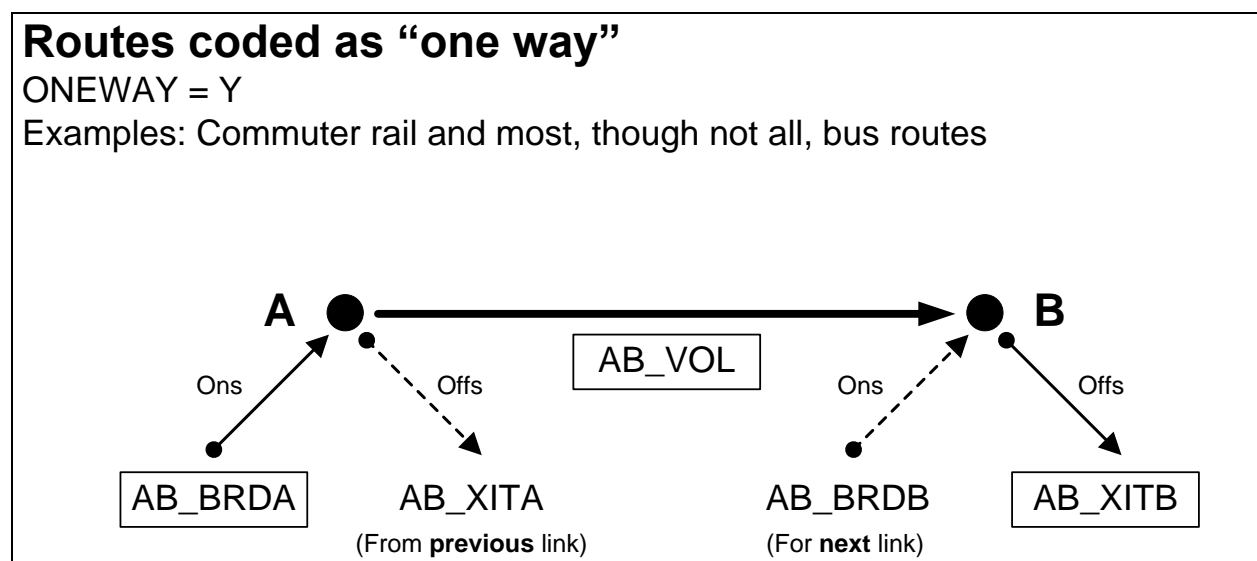 Routes coded as “one way”
ONEWAY = Y
Examples: Commuter rail and most, though not all, bus routes
A B
AB_VOL
Ons Offs Ons Offs
AB_BRDA AB_XITA AB_BRDB AB_XITB
(From previous link) (For next link)